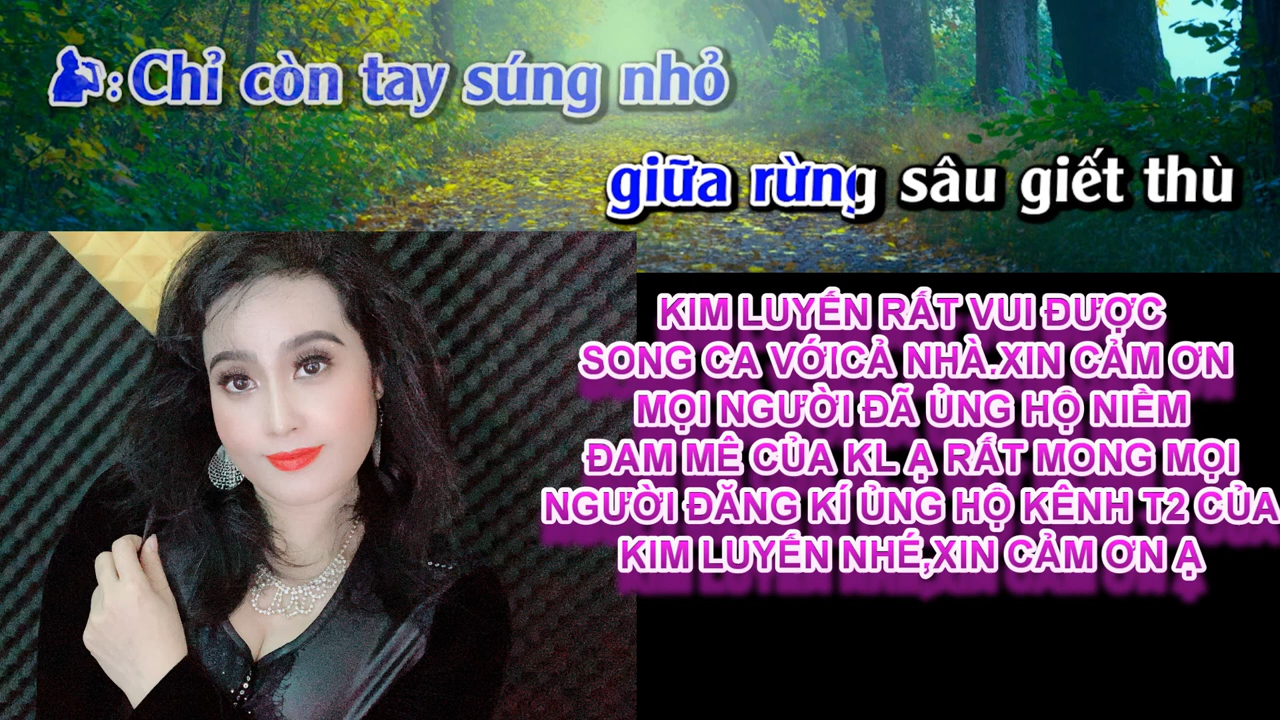 : Chỉ còn tay súng nhỏ
giữa rừng sâu giết thù
KIM LUYẾN RẤT VUI ĐƯỢC
SONG CA VỚICẢ NHÀ.XIN CẢM ƠN
MỌI NGƯỜI ĐÃ ỦNG HỘ NIỀM
ĐAM MÊ CỦA KL Ạ RẤT MONG MỌI
NGƯỜI ĐĂNG KÍ ỦNG HỘ KÊNH T2 CỦA
KIM LUYẾN NHÉ,XIN CẢM ƠN Ạ